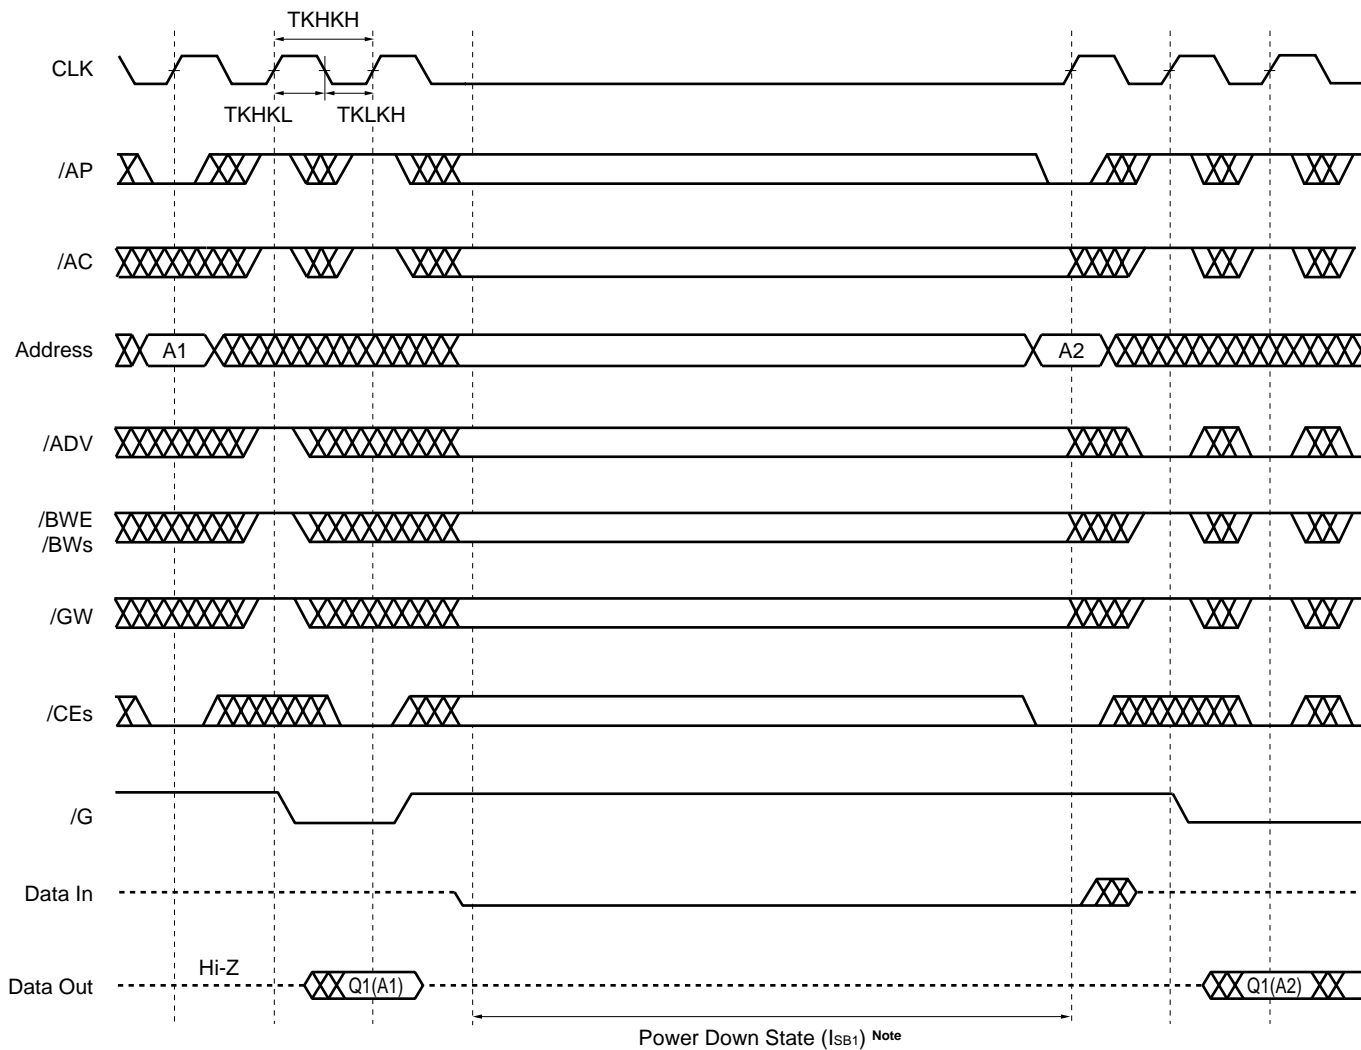 TKHKH
CLK
TKHKL TKLKH
/AP
/AC
Address A1 A2
/ADV
/BWE
/BWs
/GW
/CEs
/G
Data In
Hi-Z
Data Out Q1(A1) Q1(A2)
Power Down State (ISB1) Note